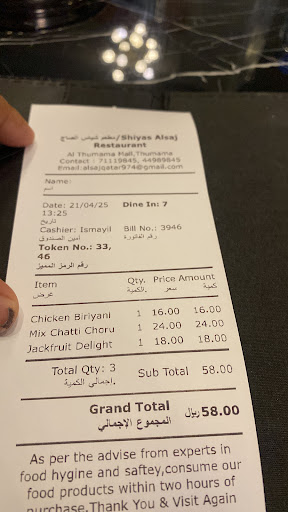 مطعم شياس الصاج/Shiyas Alsaj
Restaurant
Al Thumama Mall,Thumama
Contact : 71119845, 44989845
Email:alsajqatar974@gmail.com
Name:
اسم
Date: 21/04/25 Dine In: 7
13:25
تاريخ
Cashier: Ismayil Bill No.: 3946
أمين الصندوق رقم الفاتورة
Token No.: 33,
46
رقم الرمز المميز
Item Qty. Price Amount
عرض الكمية. سعر كمية
Chicken Biriyani 1 16.00 16.00
Mix Chatti Choru 1 24.00 24.00
Jackfruit Delight 1 18.00 18.00
Total Qty: 3 Sub Total 58.00
اجمالي الكمية.
Grand Total ريال 58.00
المجموع الإجمالي
As per the advise from experts in
food hygine and saftey,consume our
food products within two hours of
purchase.Thank You & Visit Again